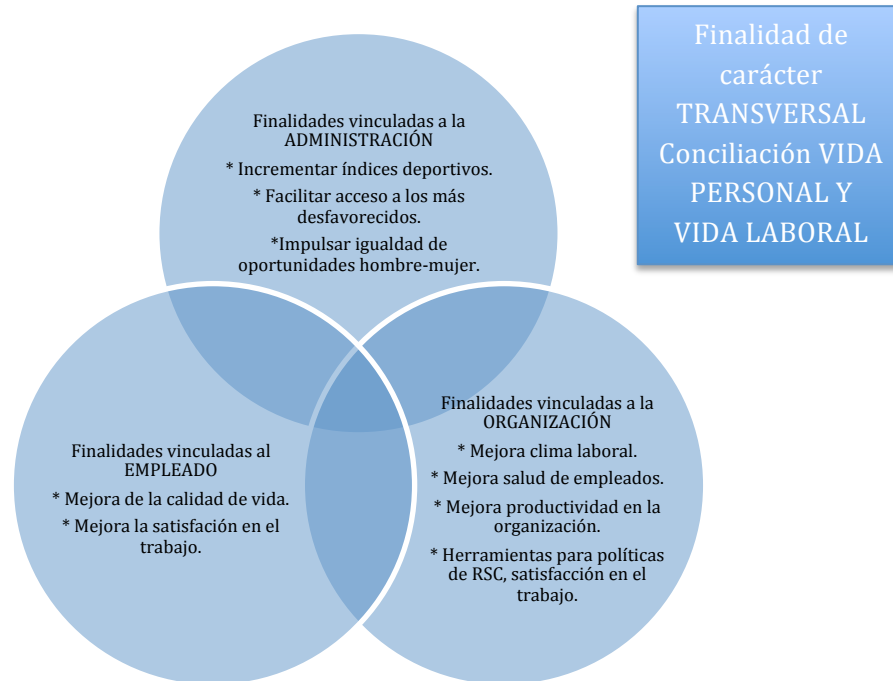 Finalidad de
carácter
TRANSVERSAL
Conciliación VIDA
PERSONAL Y
VIDA LABORAL
Finalidades vinculadas a la
ADMINISTRACIÓN
* Incrementar índices deportivos.
* Facilitar acceso a los más
desfavorecidos.
*Impulsar igualdad de
oportunidades hombre-mujer.
Finalidades vinculadas al
EMPLEADO
* Mejora de la calidad de vida.
* Mejora la satisfación en el
trabajo.
Finalidades vinculadas a la
ORGANIZACIÓN
* Mejora clima laboral.
* Mejora salud de empleados.
* Mejora productividad en la
organización.
* Herramientas para políticas
de RSC, satisfacción en el
trabajo.